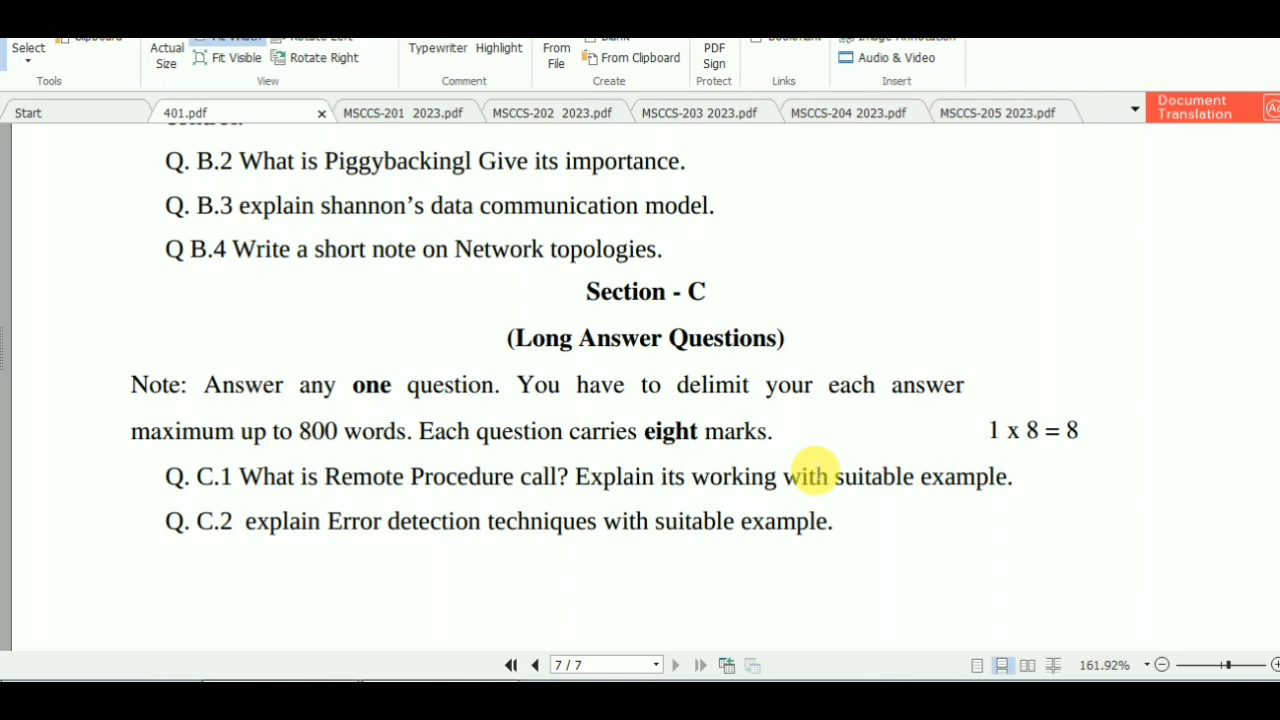 Select
Actual Size
Fit Visible
Rotate Right
Typewriter Highlight
From File
From Clipboard
PDF Sign
Audio & Video
Tools
View
Comment
Create
Protect
Links
Insert
Start
401.pdf x
MSCCS-201 2023.pdf
MSCCS-202 2023.pdf
MSCCS-203 2023.pdf
MSCCS-204 2023.pdf
MSCCS-205 2023.pdf
Document Translation
Q. B.2 What is Piggybackingl Give its importance.
Q. B.3 explain shannon’s data communication model.
Q B.4 Write a short note on Network topologies.
Section - C
(Long Answer Questions)
Note: Answer any one question. You have to delimit your each answer
maximum up to 800 words. Each question carries eight marks. 1 x 8 = 8
Q. C.1 What is Remote Procedure call? Explain its working with suitable example.
Q. C.2 explain Error detection techniques with suitable example.
7 / 7
161.92%